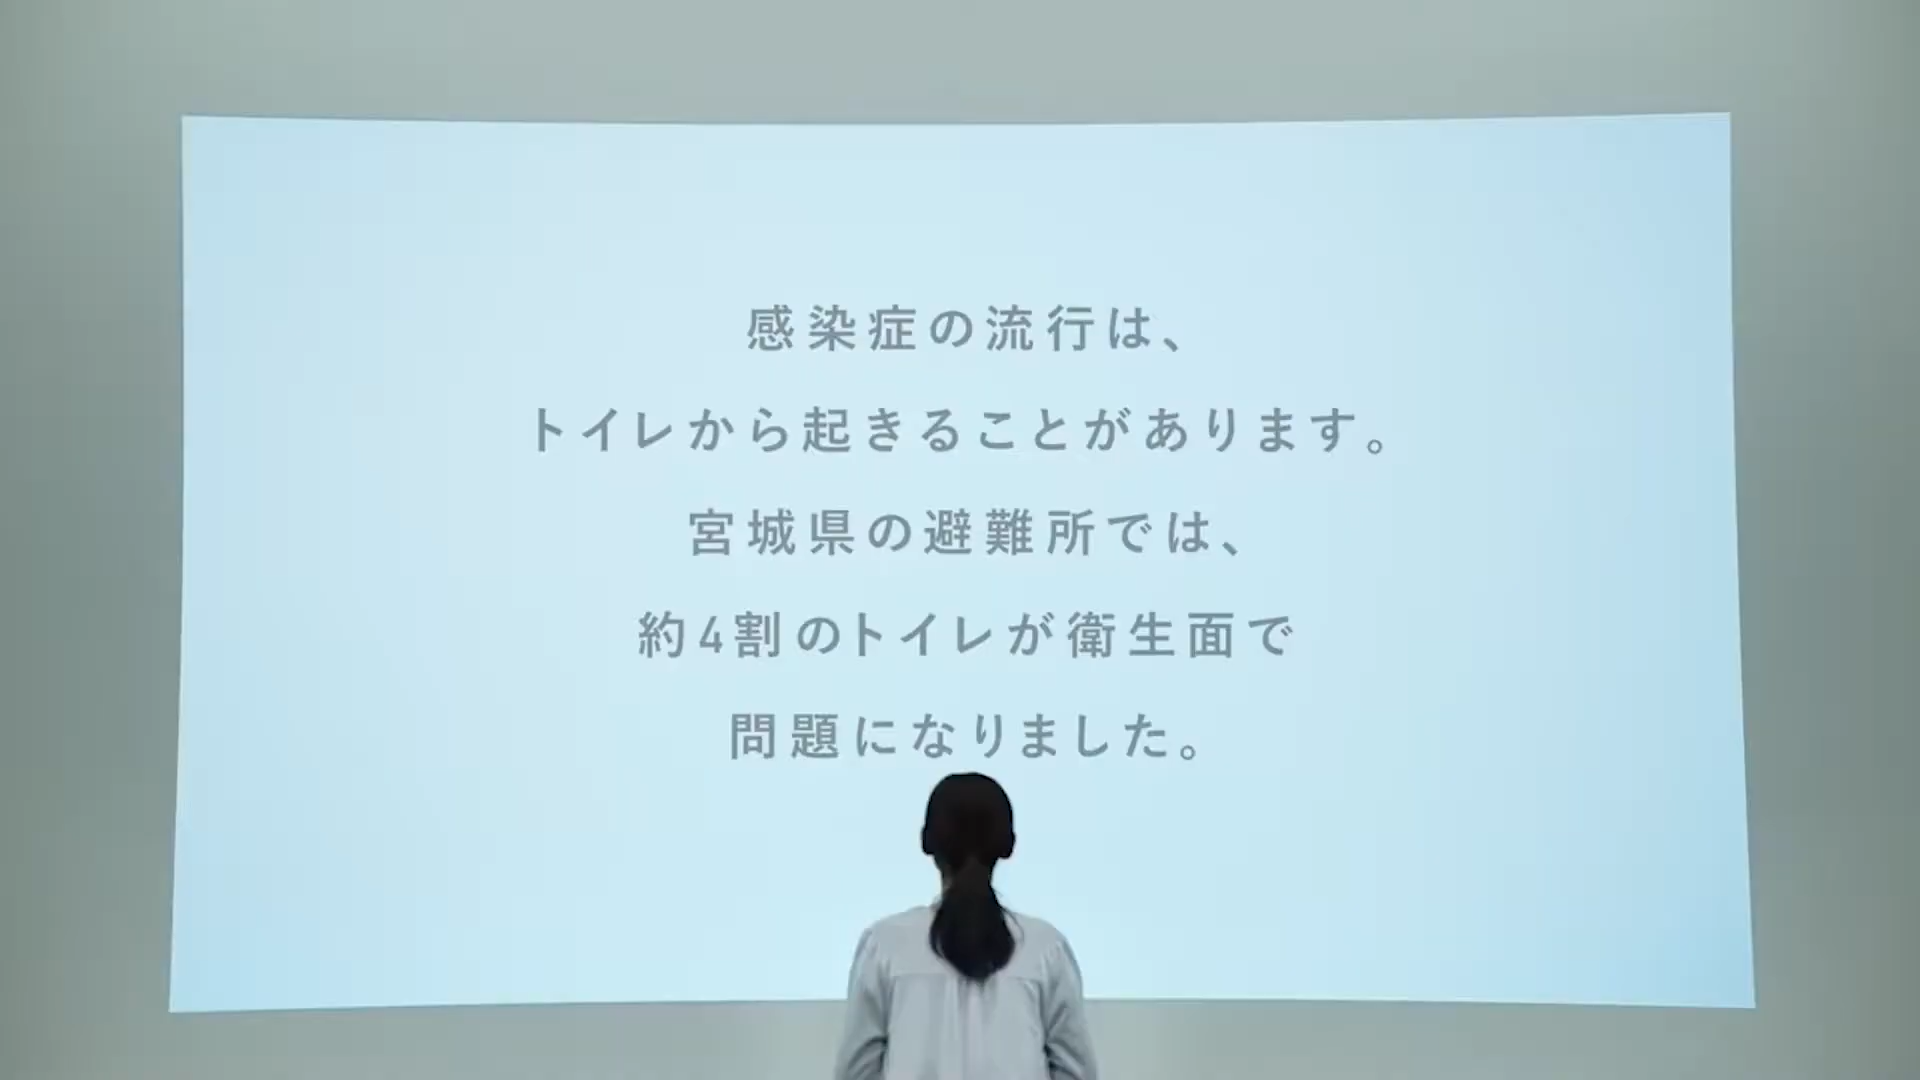 感染症の流行は、
トイレから起きることがあります。
宮城県の避難所では、
約4割のトイレが衛生面で
問題になりました。